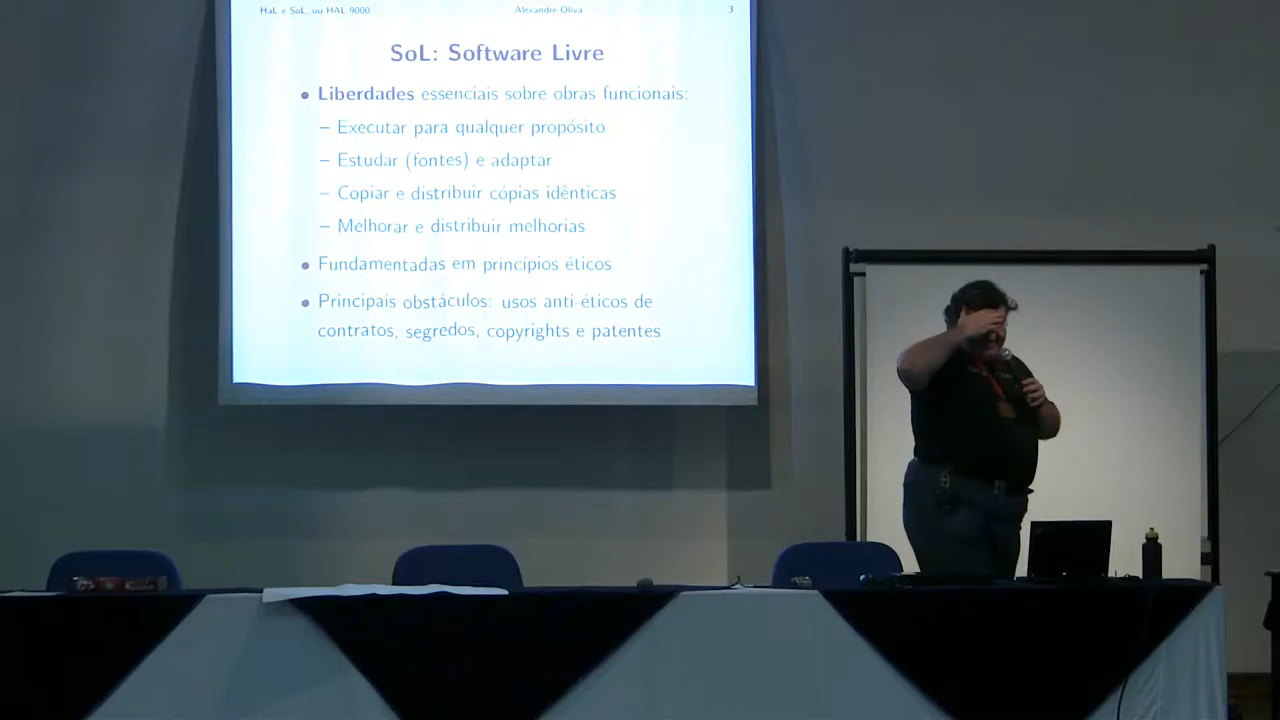 HaL e SoL, ou HAL 9000 Alexandre Oliva 3
SoL: Software Livre
• Liberdades essenciais sobre obras funcionais:
– Executar para qualquer propósito
– Estudar (fontes) e adaptar
– Copiar e distribuir cópias idênticas
– Melhorar e distribuir melhorias
• Fundamentadas em princípios éticos
• Principais obstáculos: usos anti-éticos de
contratos, segredos, copyrights e patentes